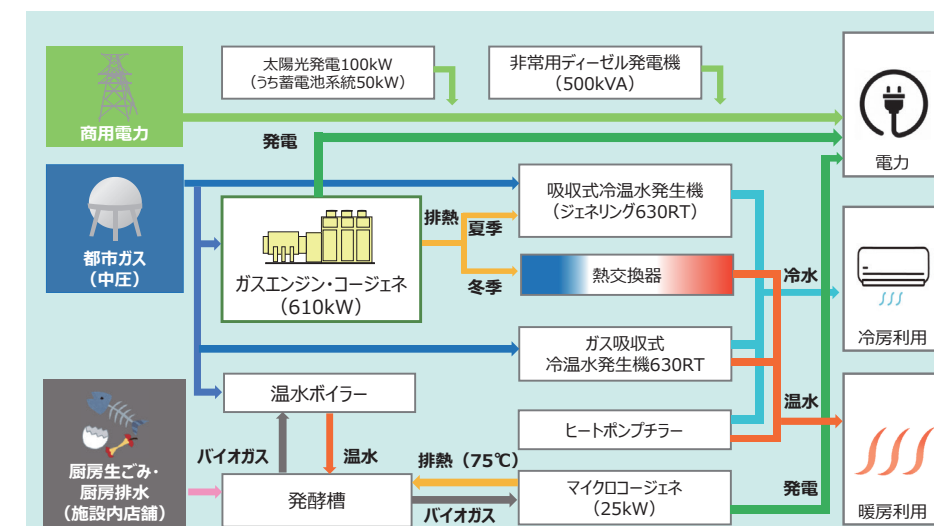 太陽光発電100kW
(うち蓄電池系統50kW)
非常用ディーゼル発電機
(500kVA)
商用電力
発電
電力
都市ガス
(中圧)
排熱
夏季
冬季
ガスエンジン・コージェネ
(610kW)
吸収式冷温水発生機
(ジェネリング630RT)
熱交換器
冷水
冷房利用
ガス吸収式
冷温水発生機630RT
温水ボイラー
ヒートポンプチラー
温水
バイオガス
温水
排熱(75℃)
厨房生ごみ・
厨房排水
(施設内店舗)
発酵槽
バイオガス
マイクロコージェネ
(25kW)
発電
暖房利用